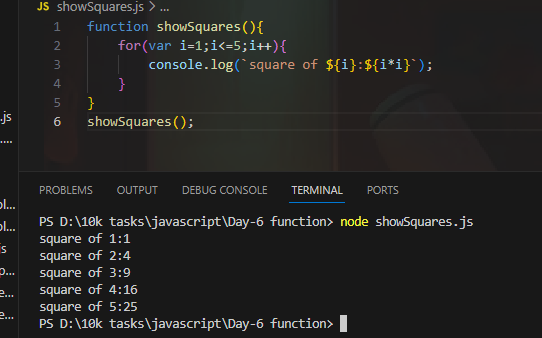 JS showSquares.js > ...
1 function showSquares(){
2 for(var i=1;i<=5;i++){
3 console.log(`square of ${i}:${i*i}`);
4 }
5 }
6 showSquares();
.js
....
PROBLEMS OUTPUT DEBUG CONSOLE TERMINAL PORTS
PS D:\10k tasks\javascript\Day-6 function> node showSquares.js
square of 1:1
square of 2:4
square of 3:9
square of 4:16
square of 5:25
PS D:\10k tasks\javascript\Day-6 function>